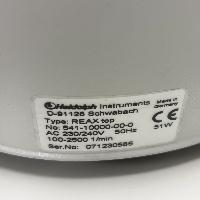 Heidolph Instruments
D-91126 Schwabach
Type: REAX top
No: 541-10000-00-0
AC 230/240V 50Hz 51W
100-2500 1/min
Ser.No: 071230585
Made in Germany
CE